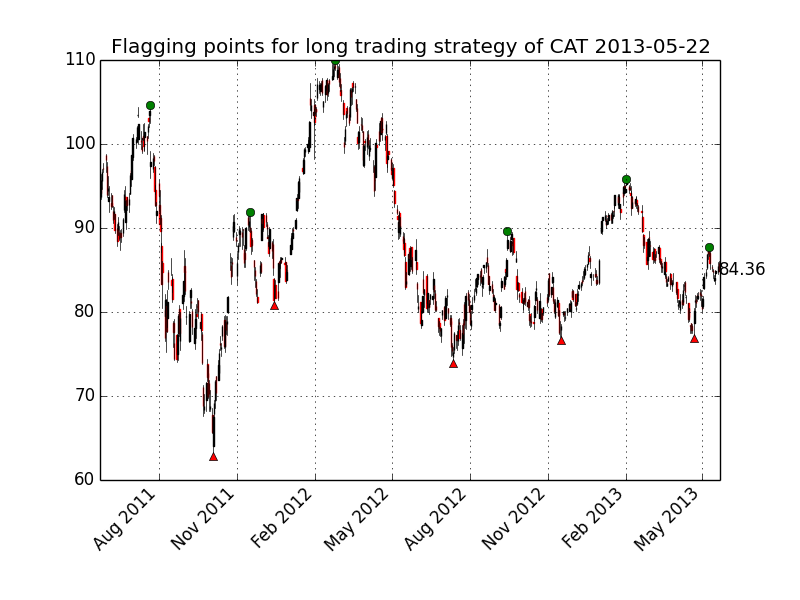 Flagging points for long trading strategy of CAT 2013-05-22
110
100
90
80
70
60
84.36
Aug 2011
Nov 2011
Feb 2012
May 2012
Aug 2012
Nov 2012
Feb 2013
May 2013